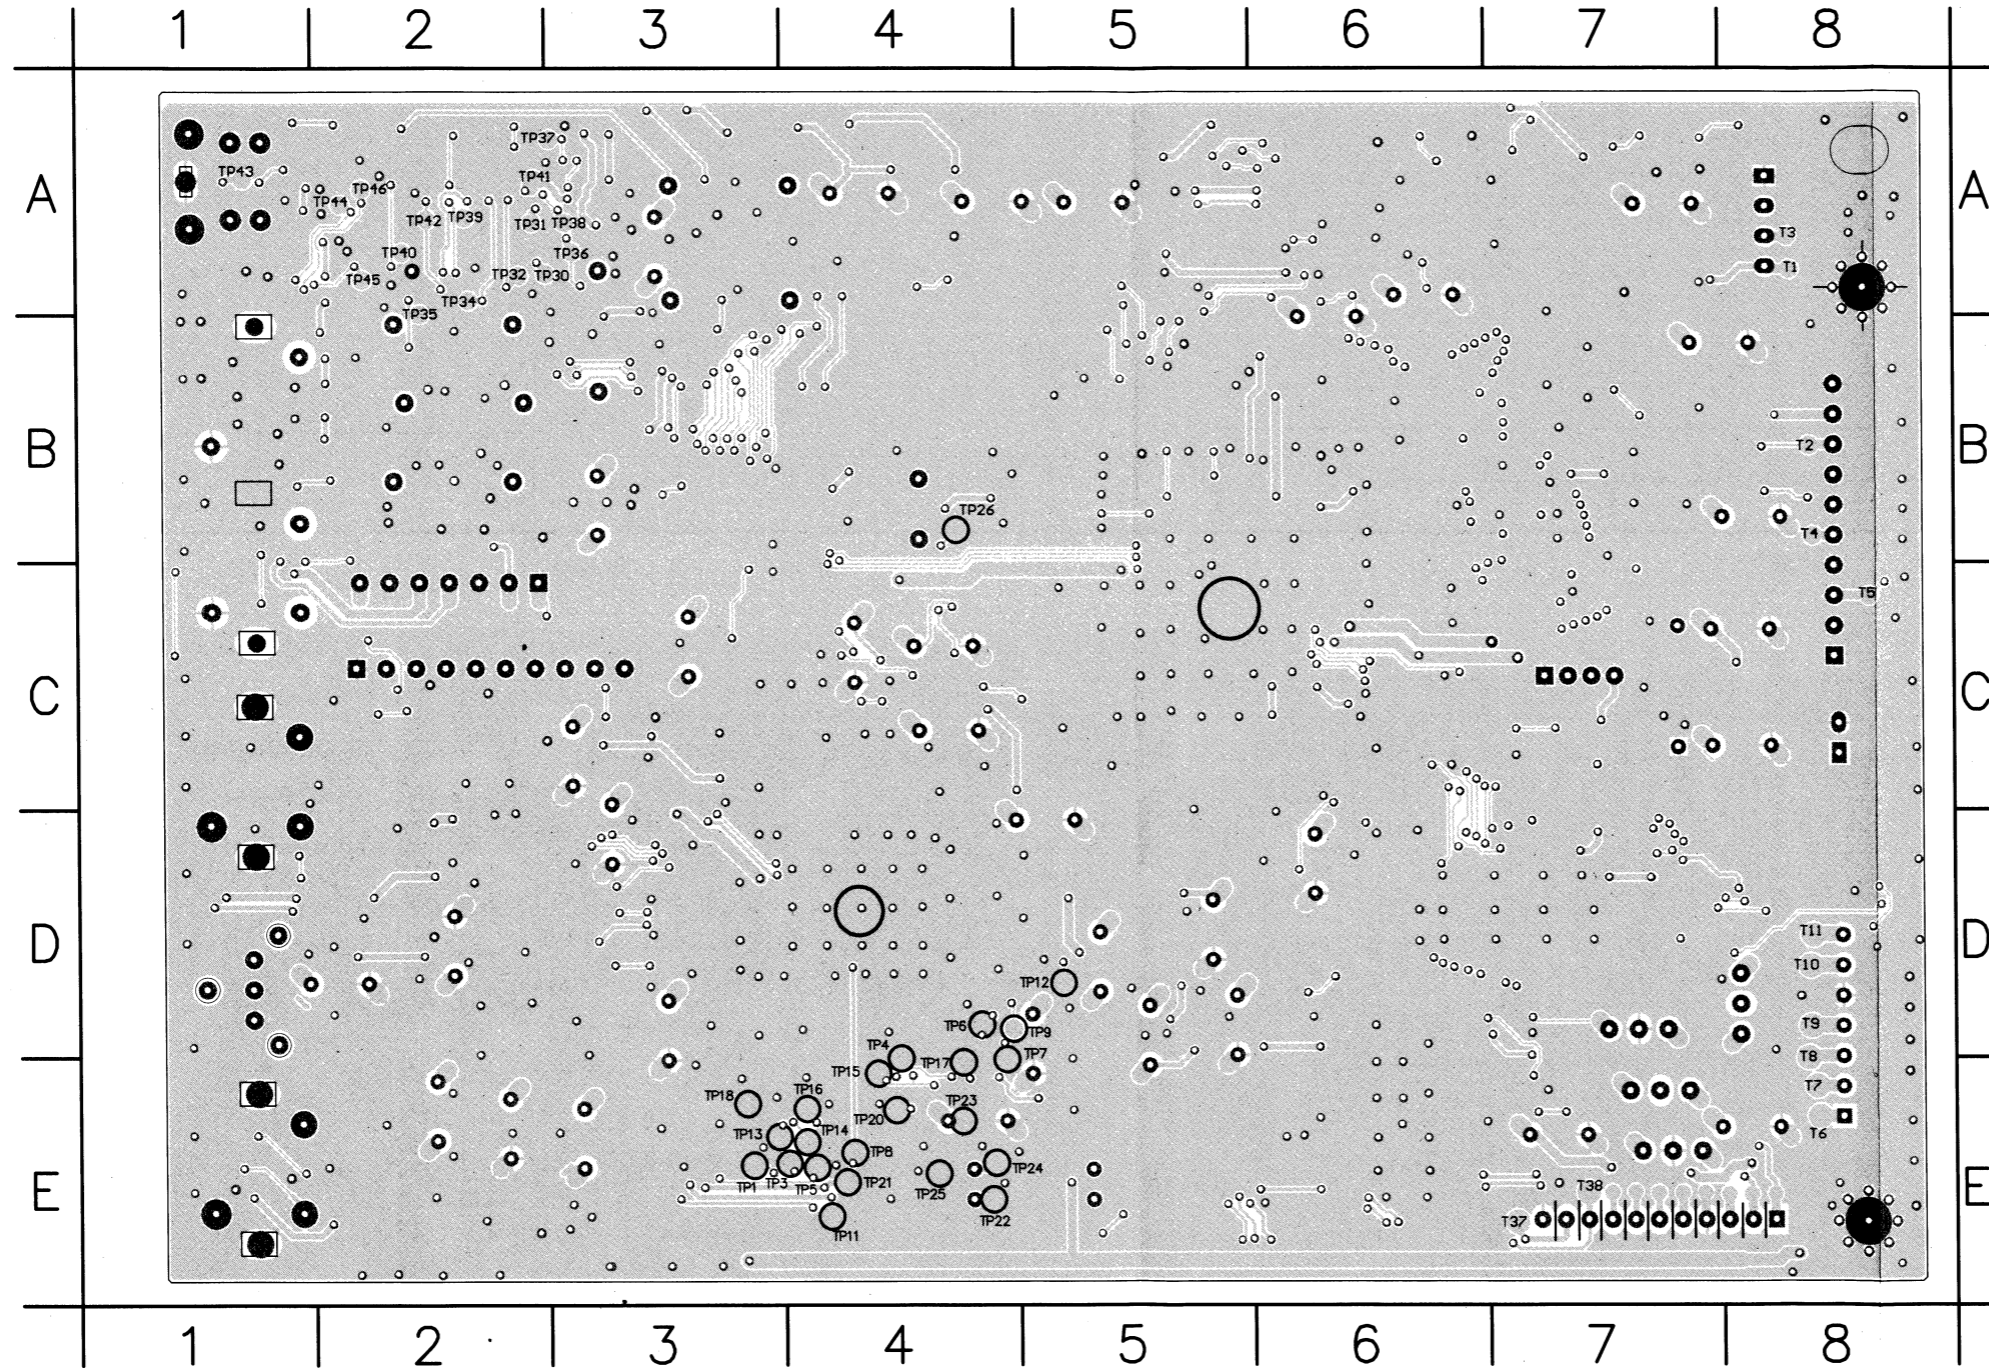 1 2 3 4 5 6 7 8
TP37
TP43
TP41
A A
TP46
TP44
TP42 TP39 TP31 TP38
T3
TP40 TP36
T1
TP45 TP32 TP30
TP34
TP35
B T2 B
TP26
T4
T5
C C
T11
D D
T10
TP12
TP6 TP9 T9
TP4 TP17 TP7 T8
TP15
T7
TP18 TP16
TP20 TP23
TP13 TP14 T6
TP8
TP24
TP1 TP3 TP5 TP21 TP25 T38
E E
TP22 T37
TP11
1 2 3 4 5 6 7 8